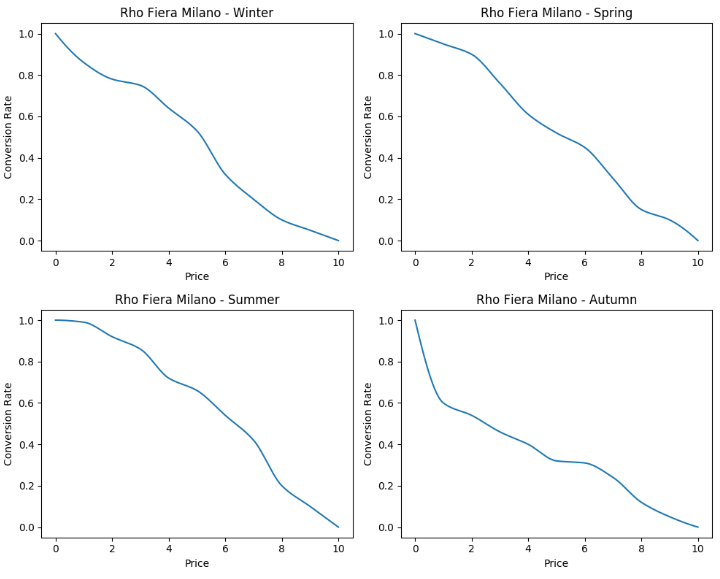 Rho Fiera Milano - Winter
Conversion Rate
1.0
0.8
0.6
0.4
0.2
0.0
0 2 4 6 8 10
Price
Rho Fiera Milano - Spring
Conversion Rate
1.0
0.8
0.6
0.4
0.2
0.0
0 2 4 6 8 10
Price
Rho Fiera Milano - Summer
Conversion Rate
1.0
0.8
0.6
0.4
0.2
0.0
0 2 4 6 8 10
Price
Rho Fiera Milano - Autumn
Conversion Rate
1.0
0.8
0.6
0.4
0.2
0.0
0 2 4 6 8 10
Price